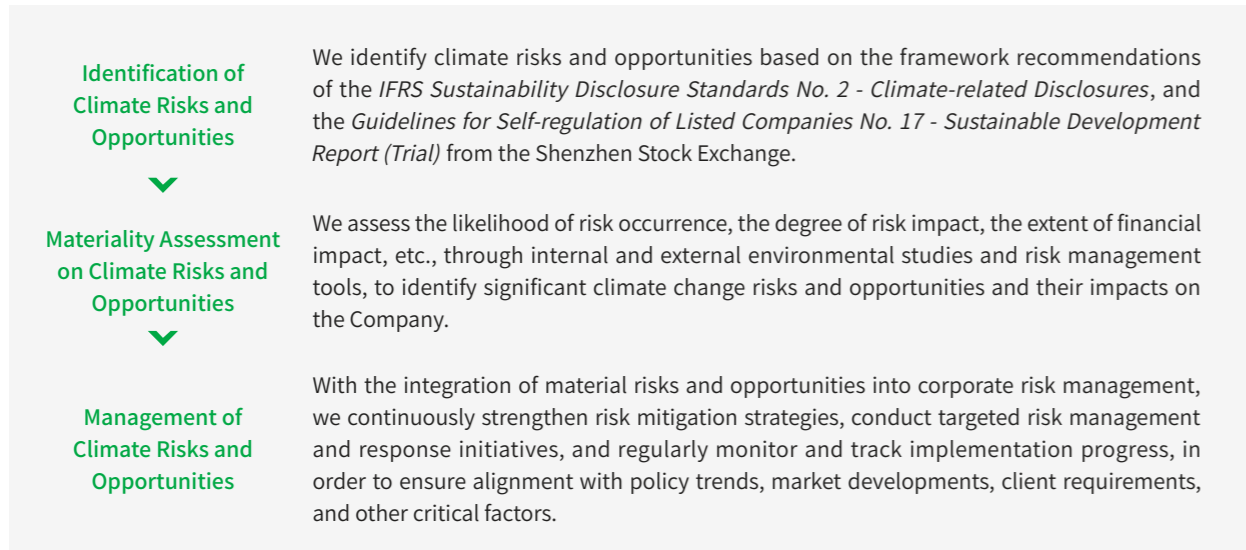 Identification of
Climate Risks and
Opportunities
We identify climate risks and opportunities based on the framework recommendations
of the IFRS Sustainability Disclosure Standards No. 2 - Climate-related Disclosures, and
the Guidelines for Self-regulation of Listed Companies No. 17 - Sustainable Development
Report (Trial) from the Shenzhen Stock Exchange.
Materiality Assessment
on Climate Risks and
Opportunities
We assess the likelihood of risk occurrence, the degree of risk impact, the extent of financial
impact, etc., through internal and external environmental studies and risk management
tools, to identify significant climate change risks and opportunities and their impacts on
the Company.
Management of
Climate Risks and
Opportunities
With the integration of material risks and opportunities into corporate risk management,
we continuously strengthen risk mitigation strategies, conduct targeted risk management
and response initiatives, and regularly monitor and track implementation progress, in
order to ensure alignment with policy trends, market developments, client requirements,
and other critical factors.